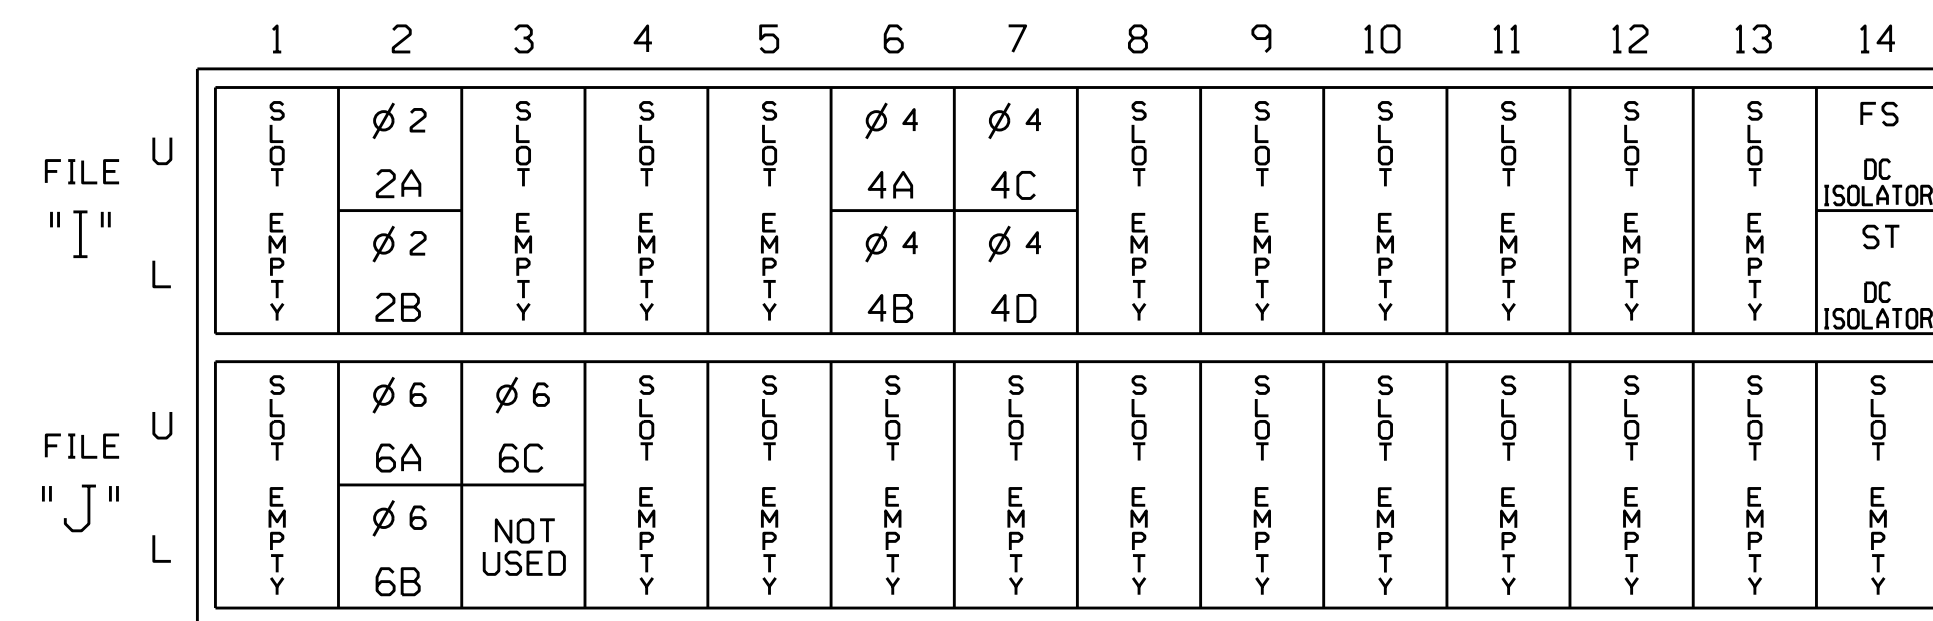 1 2 3 4 5 6 7 8 9 10 11 12 13 14
FILE "I"
U
L
SLOT EMPTY
Ø 2
2A
Ø 2
2B
SLOT EMPTY
SLOT EMPTY
SLOT EMPTY
Ø 4
4A
Ø 4
4B
Ø 4
4C
Ø 4
4D
SLOT EMPTY
SLOT EMPTY
SLOT EMPTY
SLOT EMPTY
SLOT EMPTY
SLOT EMPTY
FS
DC
ISOLATOR
ST
DC
ISOLATOR
FILE "J"
U
L
SLOT EMPTY
Ø 6
6A
Ø 6
6B
Ø 6
6C
NOT
USED
SLOT EMPTY
SLOT EMPTY
SLOT EMPTY
SLOT EMPTY
SLOT EMPTY
SLOT EMPTY
SLOT EMPTY
SLOT EMPTY
SLOT EMPTY
SLOT EMPTY
SLOT EMPTY